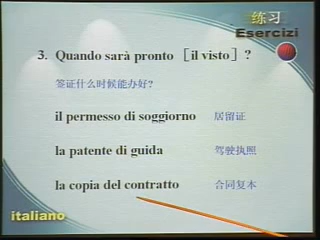 练习
Esercizi
3. Quando sarà pronto [il visto] ?
签证什么时候能办好?
il permesso di soggiorno 居留证
la patente di guida 驾驶执照
la copia del contratto 合同复本
italiano